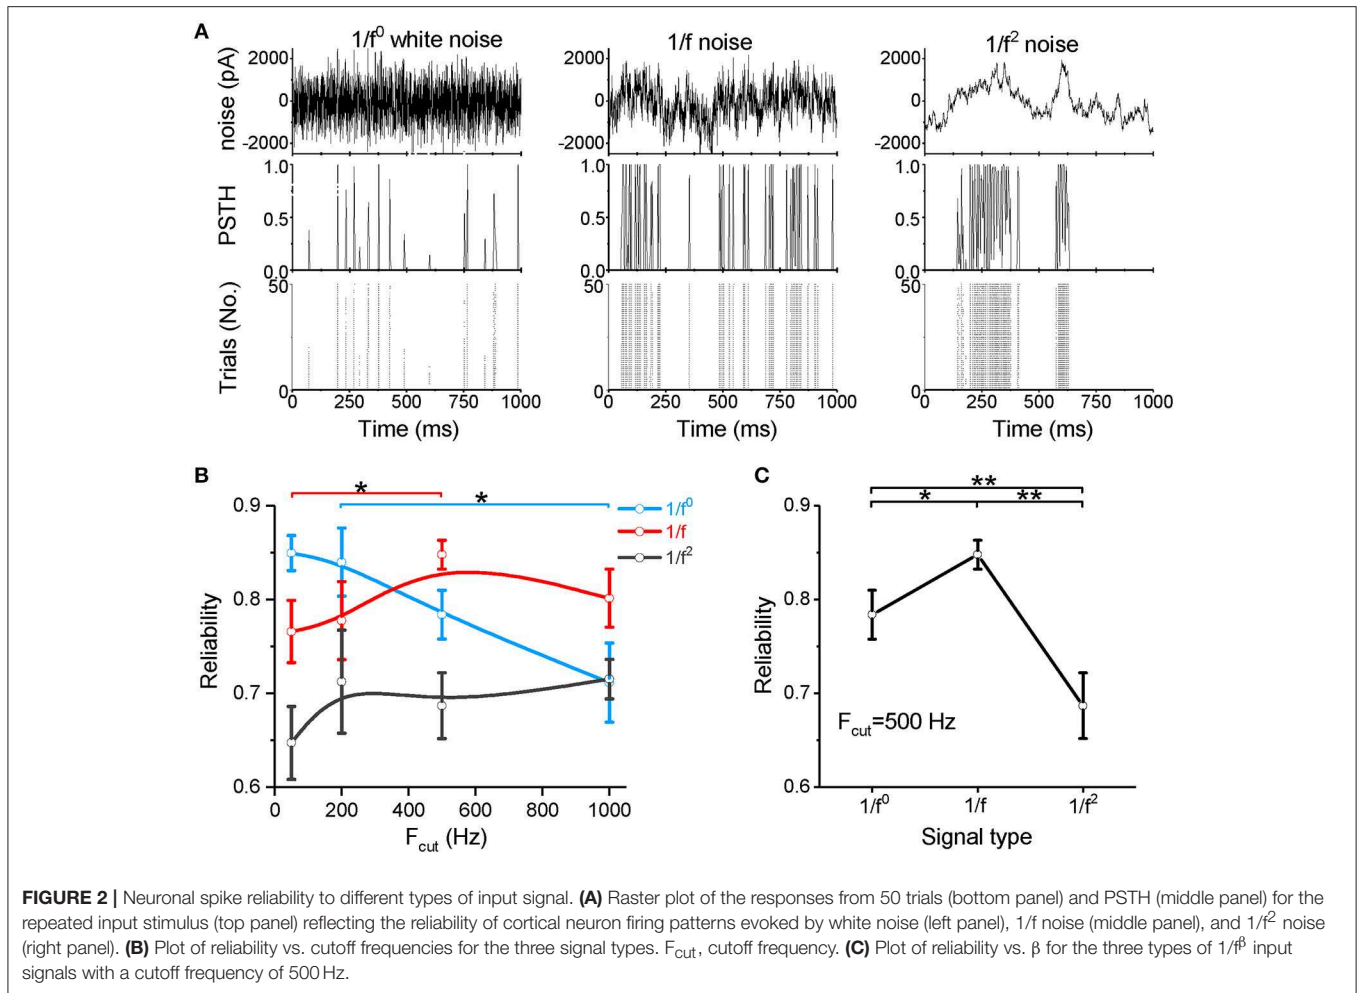 A
1/f⁰ white noise
1/f noise
1/f² noise
noise (pA)
2000
0
-2000
2000
0
-2000
2000
0
-2000
PSTH
1.0
0.5
0.0
1.0
0.5
0.0
1.0
0.5
0.0
Trials (No.)
50
0
50
0
50
0
0 250 500 750 1000
0 250 500 750 1000
0 250 500 750 1000
Time (ms)
Time (ms)
Time (ms)
B
*
*
1/f⁰
1/f
1/f²
Reliability
0.9
0.8
0.7
0.6
0 200 400 600 800 1000
F_cut (Hz)
C
**
* **
Reliability
0.9
0.8
0.7
0.6
F_cut=500 Hz
1/f⁰ 1/f 1/f²
Signal type
FIGURE 2 | Neuronal spike reliability to different types of input signal. (A) Raster plot of the responses from 50 trials (bottom panel) and PSTH (middle panel) for the
repeated input stimulus (top panel) reflecting the reliability of cortical neuron firing patterns evoked by white noise (left panel), 1/f noise (middle panel), and 1/f² noise
(right panel). (B) Plot of reliability vs. cutoff frequencies for the three signal types. F_cut, cutoff frequency. (C) Plot of reliability vs. β for the three types of 1/f^β input
signals with a cutoff frequency of 500 Hz.